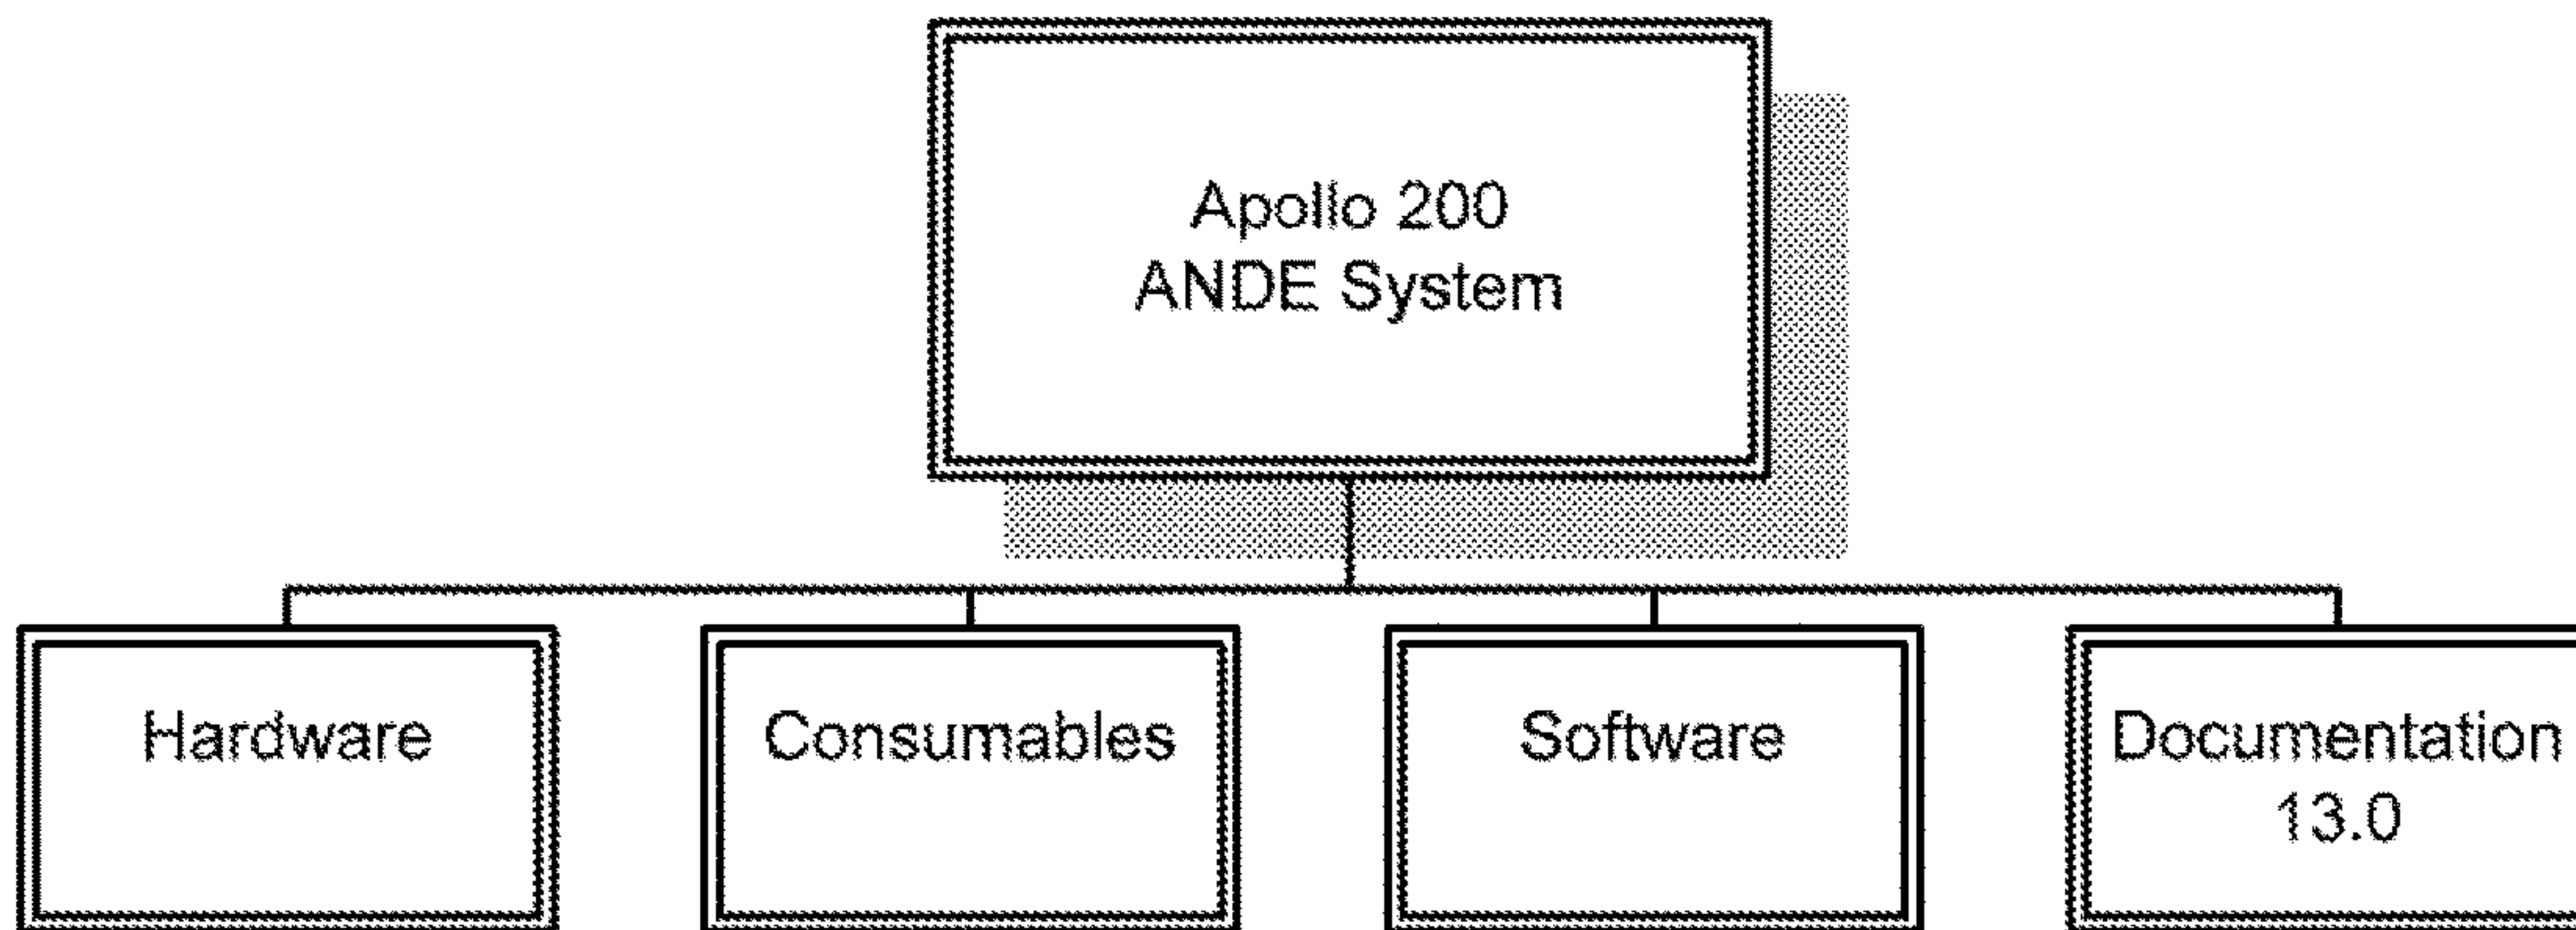 Apollo 200
ANDE System
Hardware
Consumables
Software
Documentation
13.0